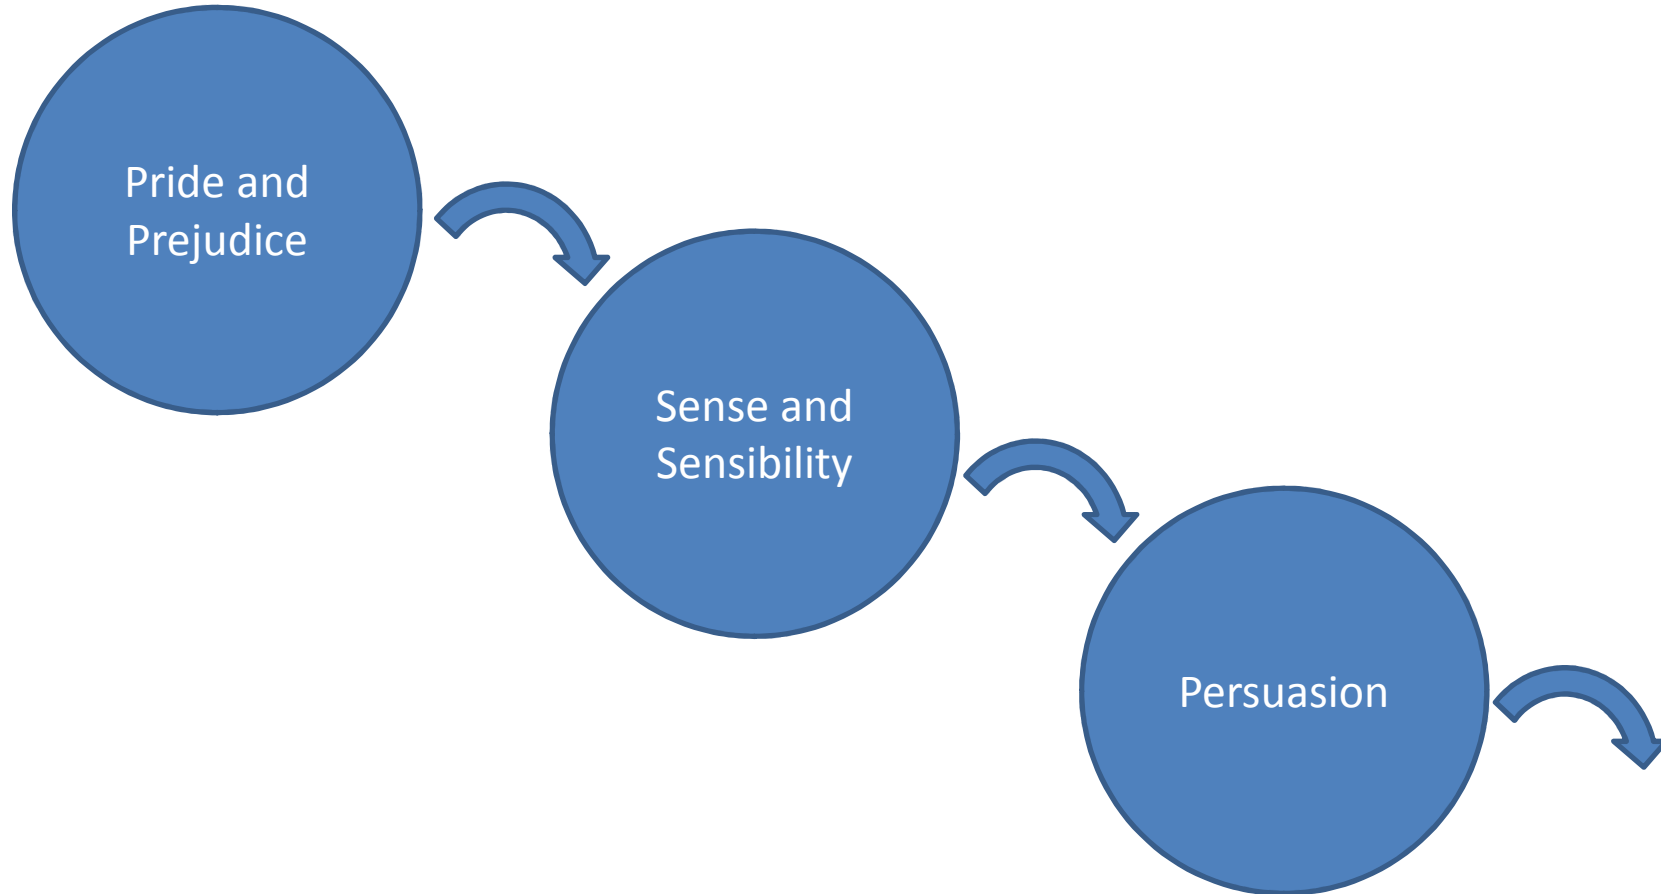 Pride and
Prejudice
Sense and
Sensibility
Persuasion